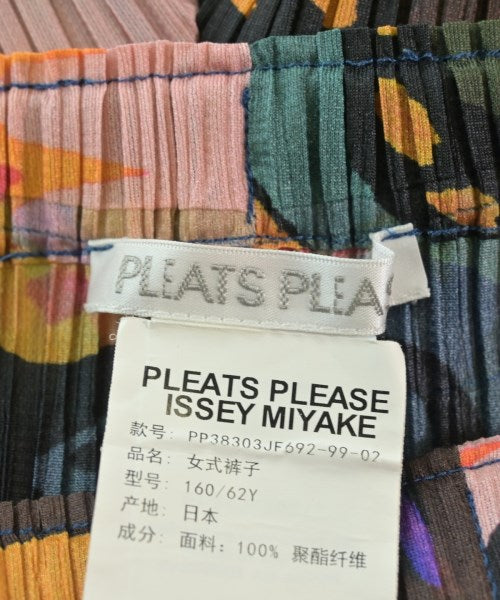 PLEATS PLEA
PLEATS PLEASE
ISSEY MIYAKE
款号: PP38303JF692-99-02
品名: 女式裤子
型号: 160/62Y
产地: 日本
成分: 面料: 100% 聚酯纤维